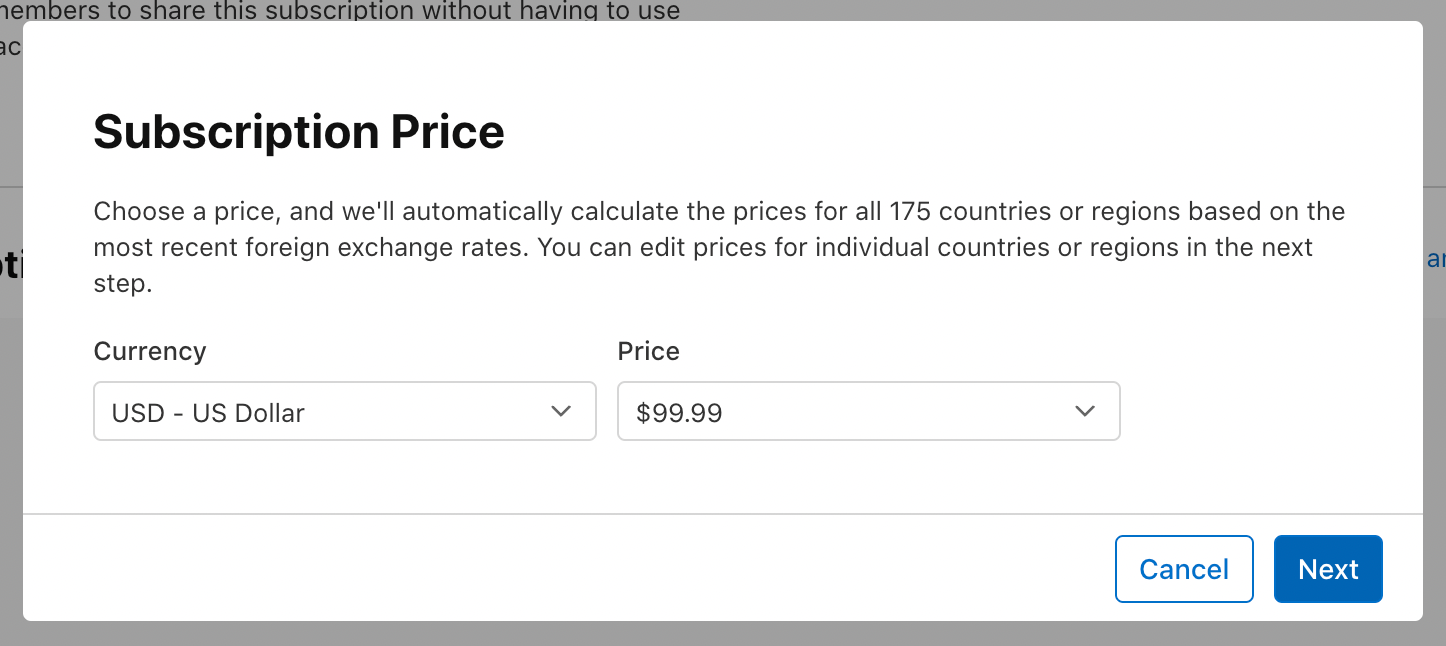 members to share this subscription without having to use
Subscription Price
Choose a price, and we'll automatically calculate the prices for all 175 countries or regions based on the
most recent foreign exchange rates. You can edit prices for individual countries or regions in the next
step.
Currency
Price
USD - US Dollar
$99.99
Cancel
Next